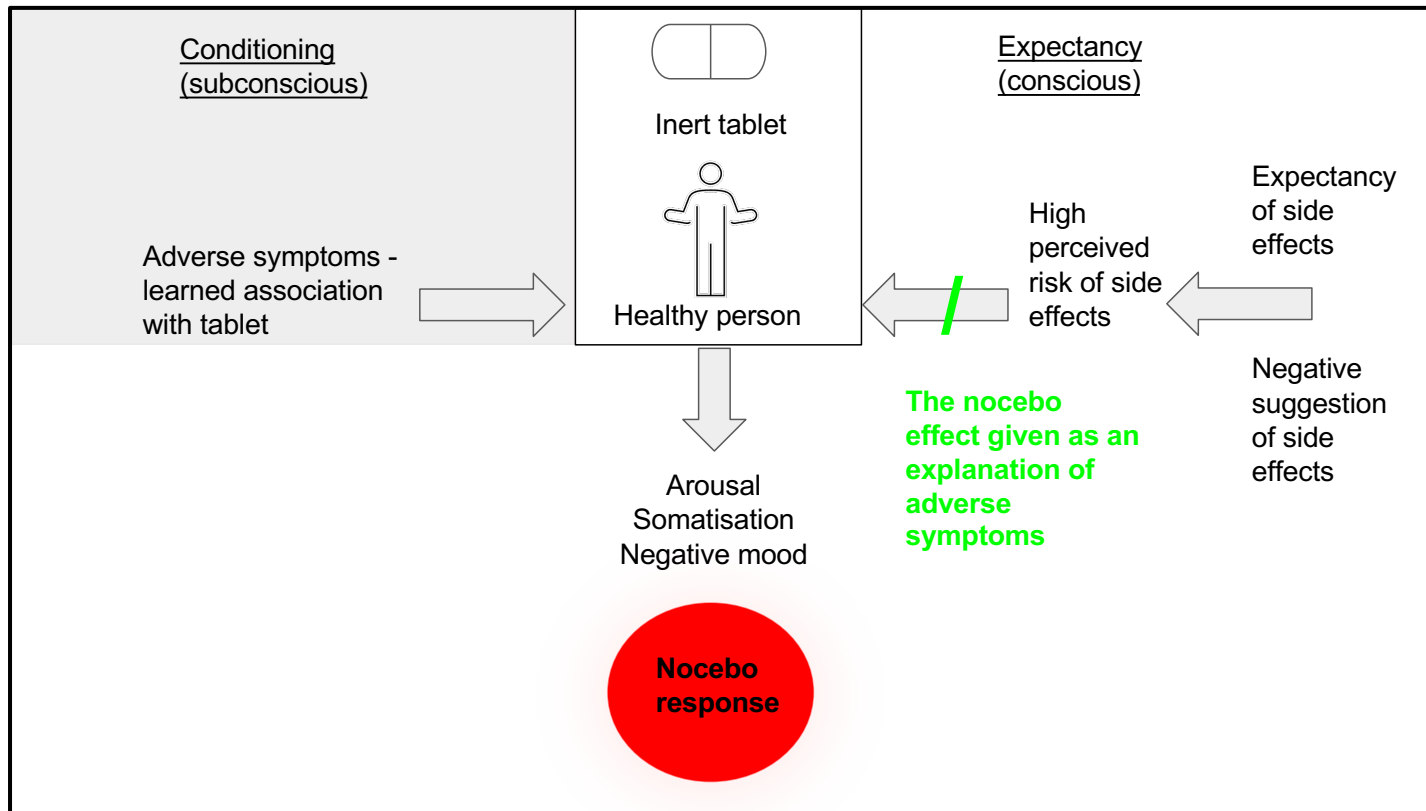 Conditioning
(subconscious)
Adverse symptoms -
learned association
with tablet
Inert tablet
Healthy person
Expectancy
(conscious)
High
perceived
risk of side
effects
Expectancy
of side
effects
Negative
suggestion
of side
effects
The nocebo
effect given as an
explanation of
adverse
symptoms
Arousal
Somatisation
Negative mood
Nocebo
response